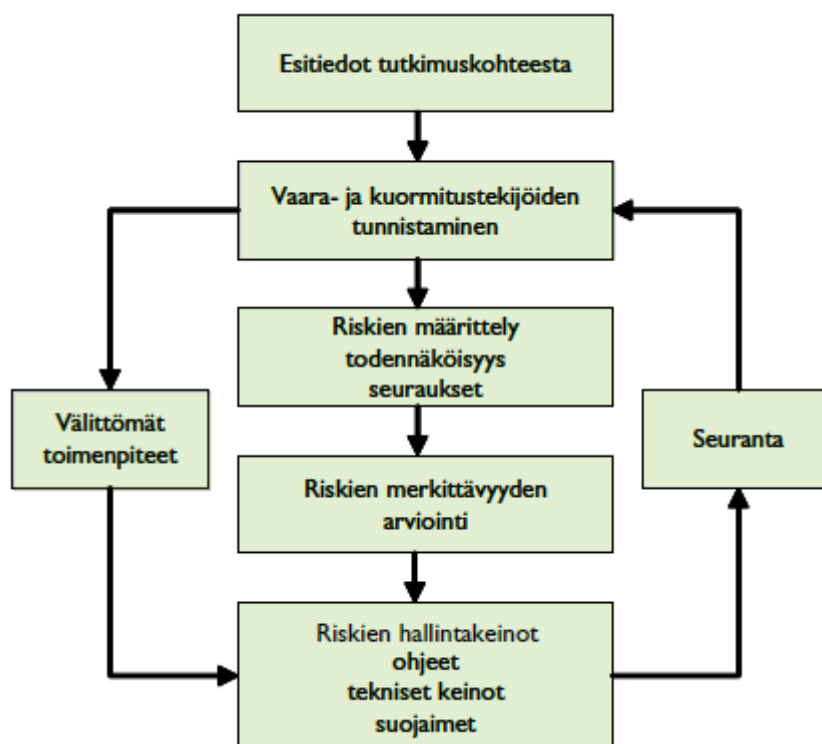 Esitiedot tutkimuskohteesta
Vaara- ja kuormitustekijöiden
tunnistaminen
Riskien määrittely
todennäköisyys
seuraukset
Välittömät
toimenpiteet
Seuranta
Riskien merkittävyyden
arviointi
Riskien hallintakeinot
ohjeet
tekniset keinot
suojaimet